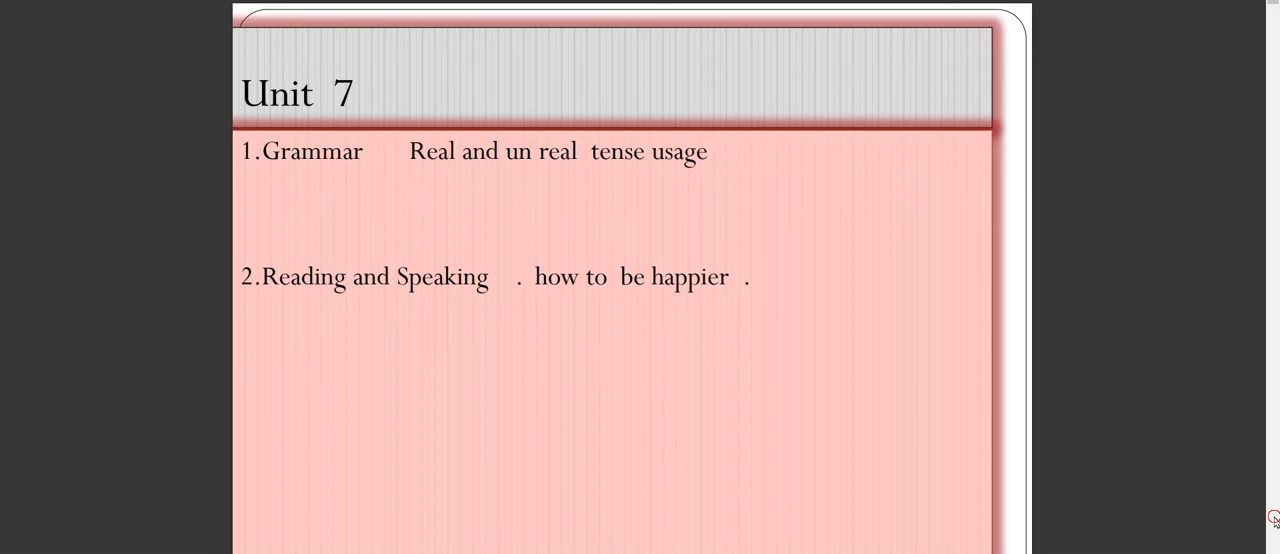 Unit 7
1.Grammar Real and un real tense usage
2.Reading and Speaking . how to be happier .